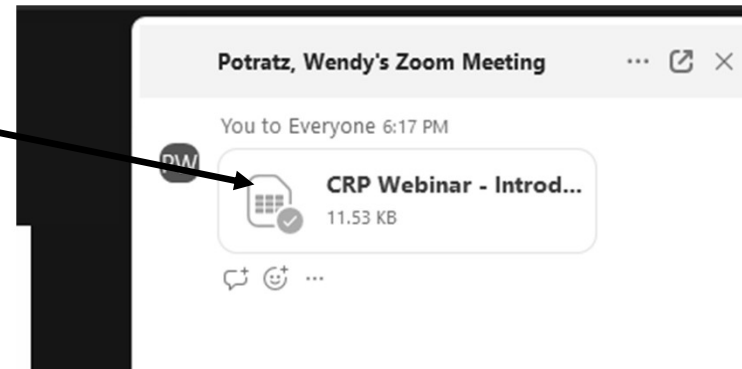 Potratz, Wendy's Zoom Meeting
You to Everyone 6:17 PM
PW
CRP Webinar - Introd...
11.53 KB